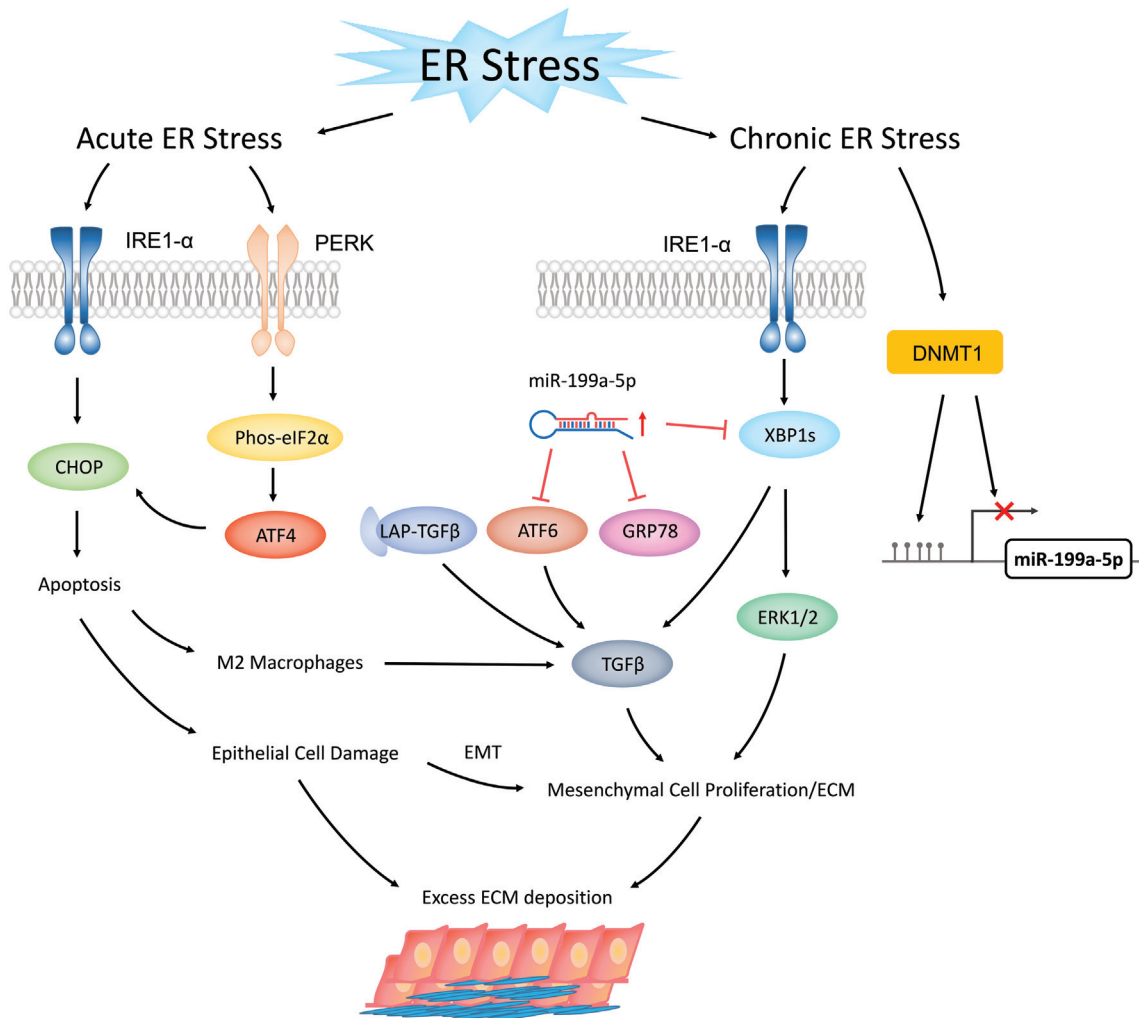 ER Stress
Acute ER Stress
Chronic ER Stress
IRE1-α
PERK
IRE1-α
DNMT1
miR-199a-5p
Phos-eIF2α
XBP1s
CHOP
ATF4
LAP-TGFβ
ATF6
GRP78
miR-199a-5p
Apoptosis
ERK1/2
M2 Macrophages
TGFβ
Epithelial Cell Damage
EMT
Mesenchymal Cell Proliferation/ECM
Excess ECM deposition